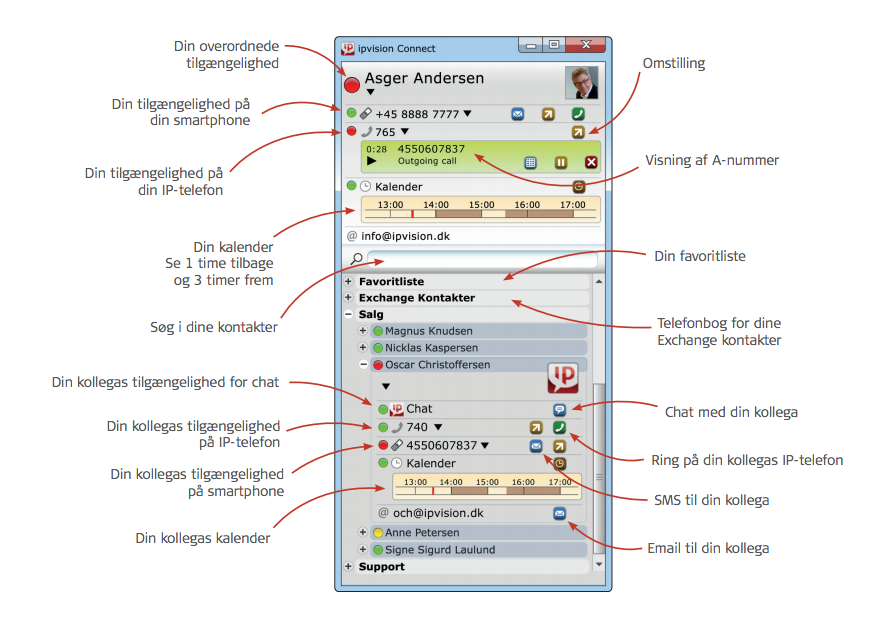 Din overordnede
tilgængelighed
Din tilgængelighed på
din smartphone
Din tilgængelighed på
din IP-telefon
Din kalender
Se 1 time tilbage
og 3 timer frem
Søg i dine kontakter
Din kollegas tilgængelighed for chat
Din kollegas tilgængelighed
på IP-telefon
Din kollegas tilgængelighed
på smartphone
Din kollegas kalender
IP ipvision Connect
Asger Andersen
+45 8888 7777
765
0:28 4550607837
Outgoing call
Kalender
13:00 14:00 15:00 16:00 17:00
@ info@ipvision.dk
Favoritliste
Exchange Kontakter
Salg
Magnus Knudsen
Nicklas Kaspersen
Oscar Christoffersen
IP
IP Chat
740
4550607837
Kalender
13:00 14:00 15:00 16:00 17:00
@ och@ipvision.dk
Anne Petersen
Signe Sigurd Laulund
Support
Omstilling
Visning af A-nummer
Din favoritliste
Telefonbog for dine
Exchange kontakter
Chat med din kollega
Ring på din kollegas IP-telefon
SMS til din kollega
Email til din kollega